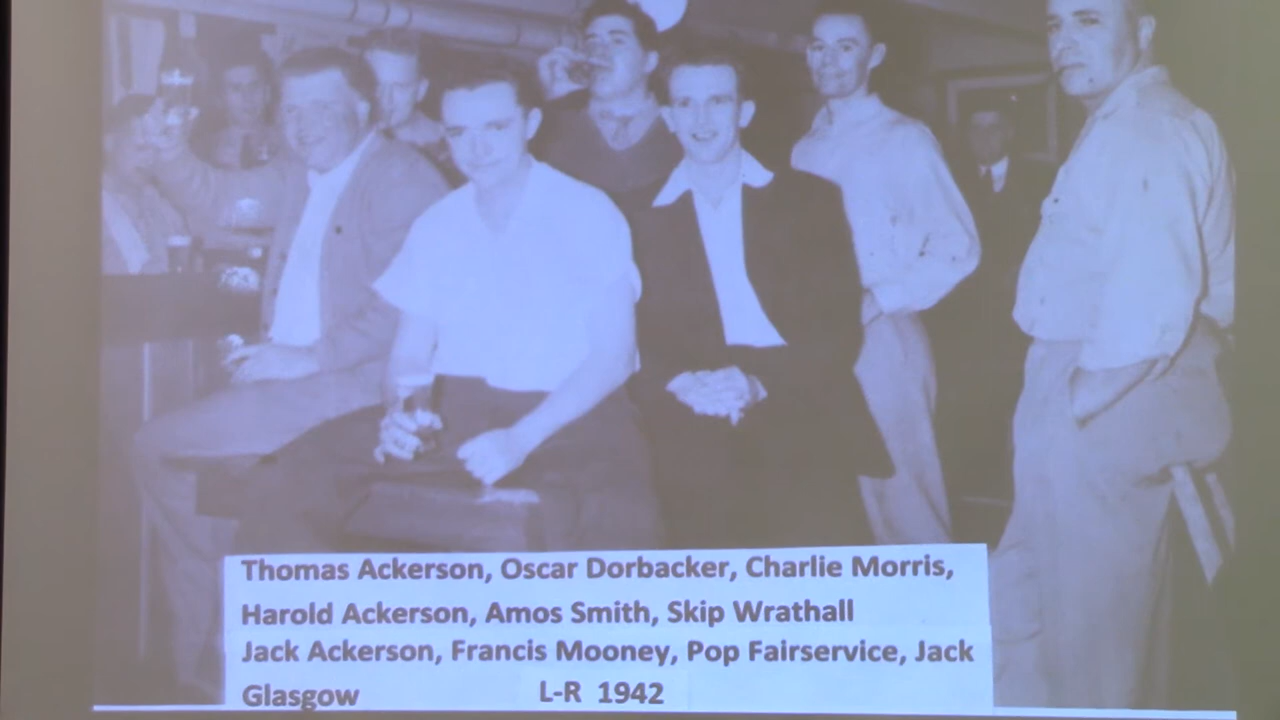 Thomas Ackerson, Oscar Dorbacker, Charlie Morris,
Harold Ackerson, Amos Smith, Skip Wrathall
Jack Ackerson, Francis Mooney, Pop Fairservice, Jack
Glasgow L-R 1942